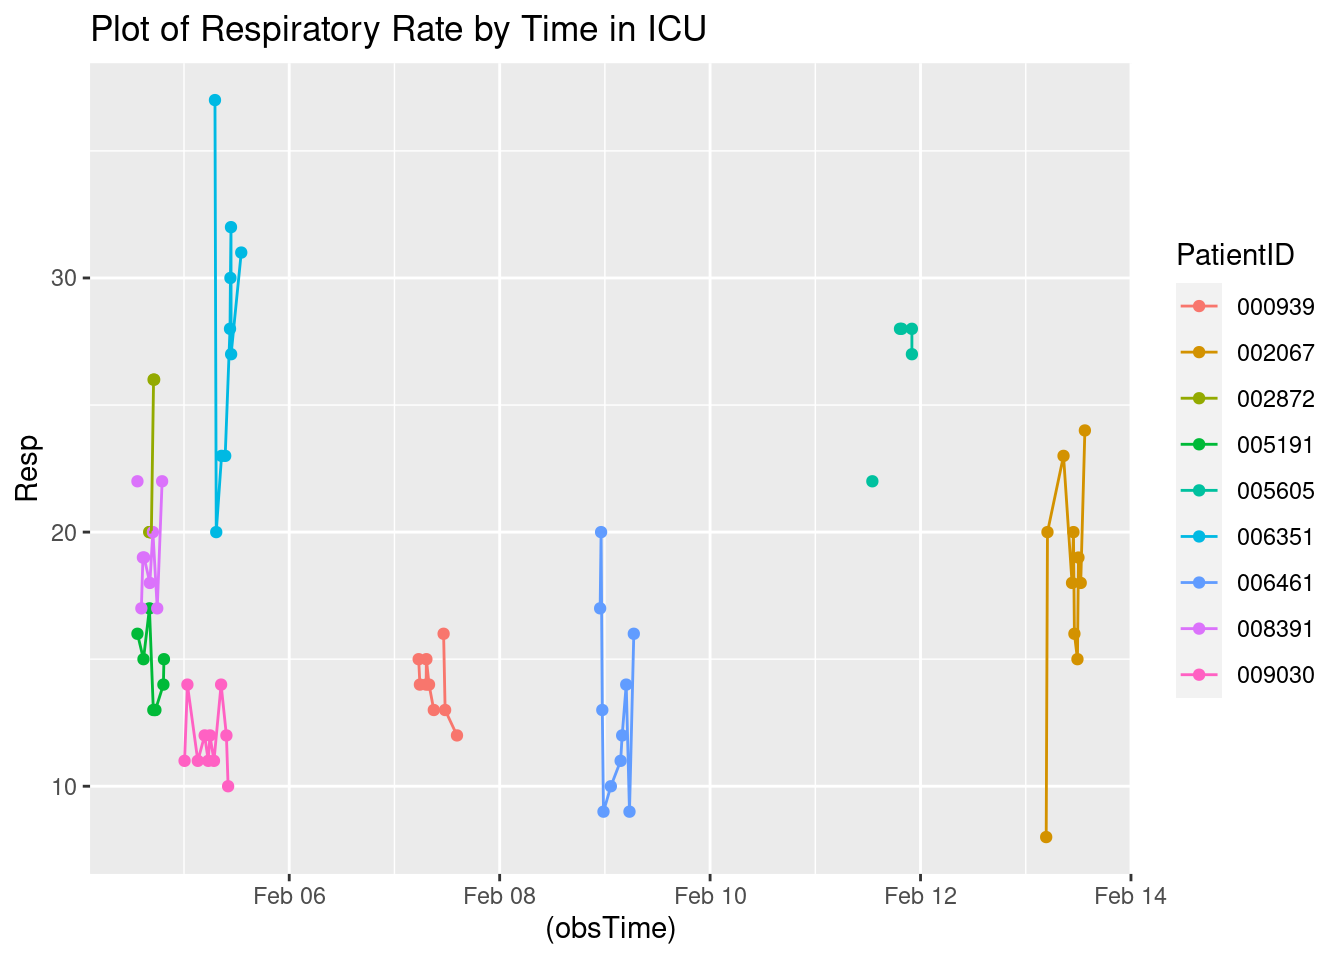 Plot of Respiratory Rate by Time in ICU
Resp
30
20
10
Feb 06
Feb 08
Feb 10
Feb 12
Feb 14
(obsTime)
PatientID
000939
002067
002872
005191
005605
006351
006461
008391
009030